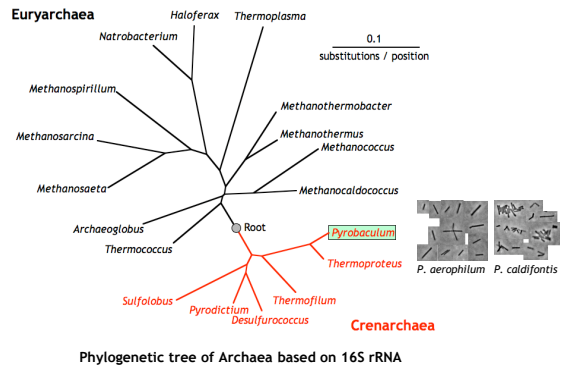 Euryarchaea
Haloferax
Thermoplasma
Natrobacterium
0.1
substitutions / position
Methanospirillum
Methanothermobacter
Methanosarcina
Methanothermus
Methanococcus
Methanosaeta
Methanocaldococcus
Archaeoglobus
Root
Pyrobaculum
Thermococcus
Thermoproteus
P. aerophilum
P. caldifontis
Sulfolobus
Pyrodictium
Thermofilum
Desulfurococcus
Crenarchaea
Phylogenetic tree of Archaea based on 16S rRNA